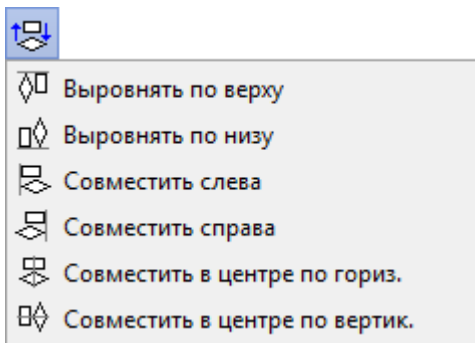 Выровнять по верху
Выровнять по низу
Совместить слева
Совместить справа
Совместить в центре по гориз.
Совместить в центре по вертик.